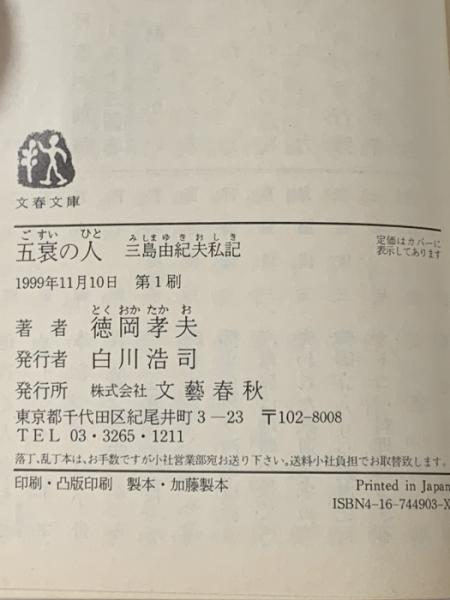 文春文庫
ごすい ひと みしまゆきおしき
五衰の人 三島由紀夫私記
定価はカバーに
表示してあります
1999年11月10日 第1刷
とく おか たか お
著者 徳岡孝夫
発行者 白川浩司
発行所 株式会社 文藝春秋
東京都千代田区紀尾井町3-23 〒102-8008
TEL 03・3265・1211
落丁、乱丁本は、お手数ですが小社営業部宛お送り下さい。送料小社負担でお取替致します。
印刷・凸版印刷 製本・加藤製本
Printed in Japan
ISBN4-16-744903-X